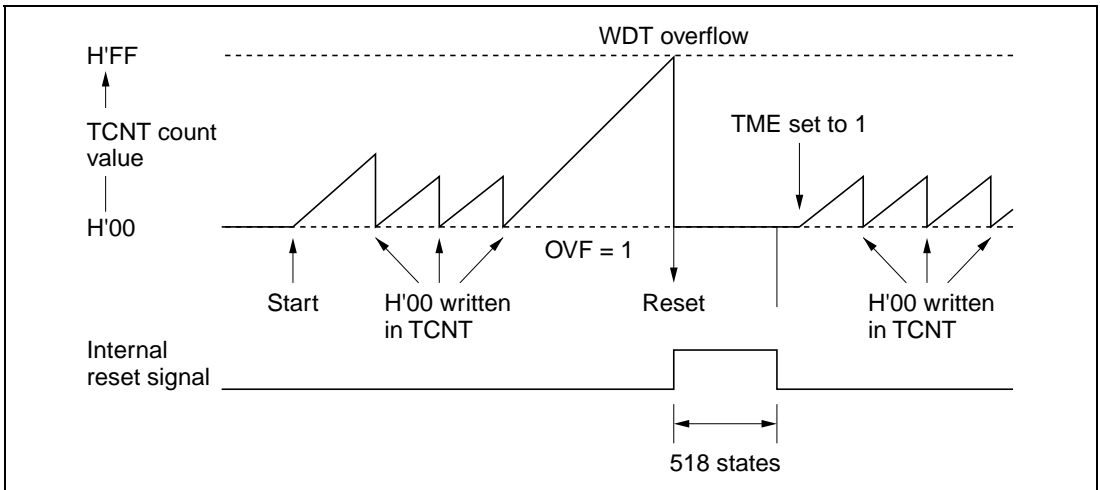 WDT overflow
H'FF
TME set to 1
TCNT count
value
H'00
OVF = 1
Start
H'00 written
in TCNT
Reset
H'00 written
in TCNT
Internal
reset signal
518 states